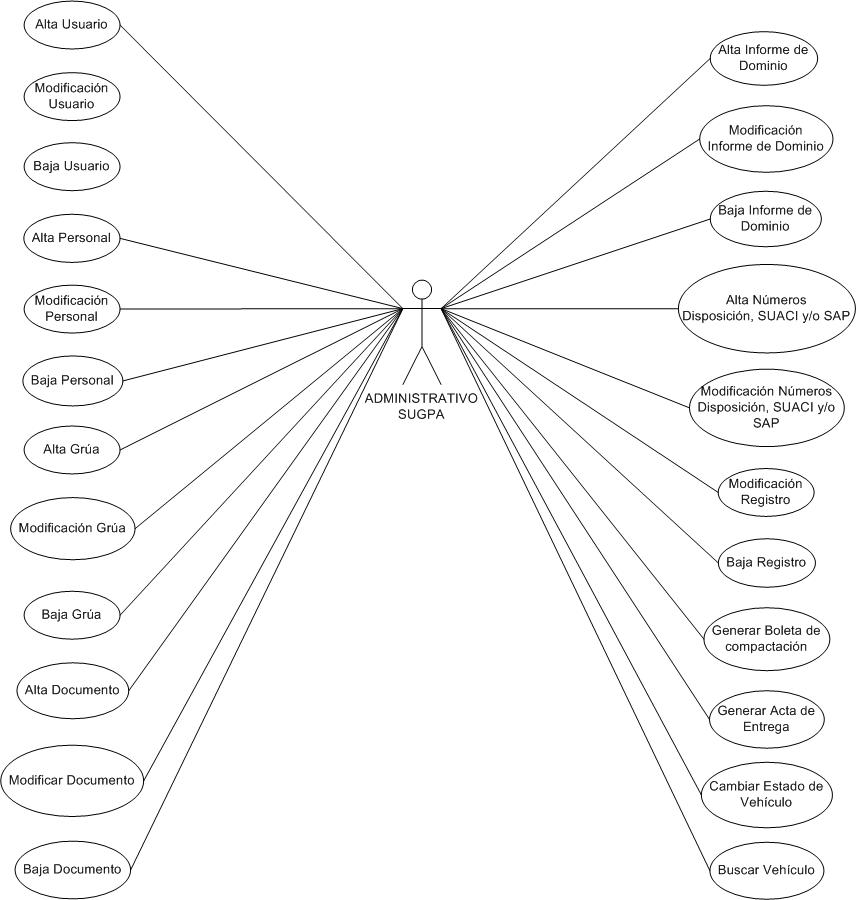 Alta Usuario
Modificación
Usuario
Baja Usuario
Alta Personal
Modificación
Personal
Baja Personal
Alta Grúa
Modificación Grúa
Baja Grúa
Alta Documento
Modificar Documento
Baja Documento
ADMINISTRATIVO
SUGPA
Alta Informe de
Dominio
Modificación
Informe de Dominio
Baja Informe de
Dominio
Alta Números
Disposición, SUACI y/o SAP
Modificación Números
Disposición, SUACI y/o
SAP
Modificación
Registro
Baja Registro
Generar Boleta de
compactación
Generar Acta de
Entrega
Cambiar Estado de
Vehículo
Buscar Vehículo